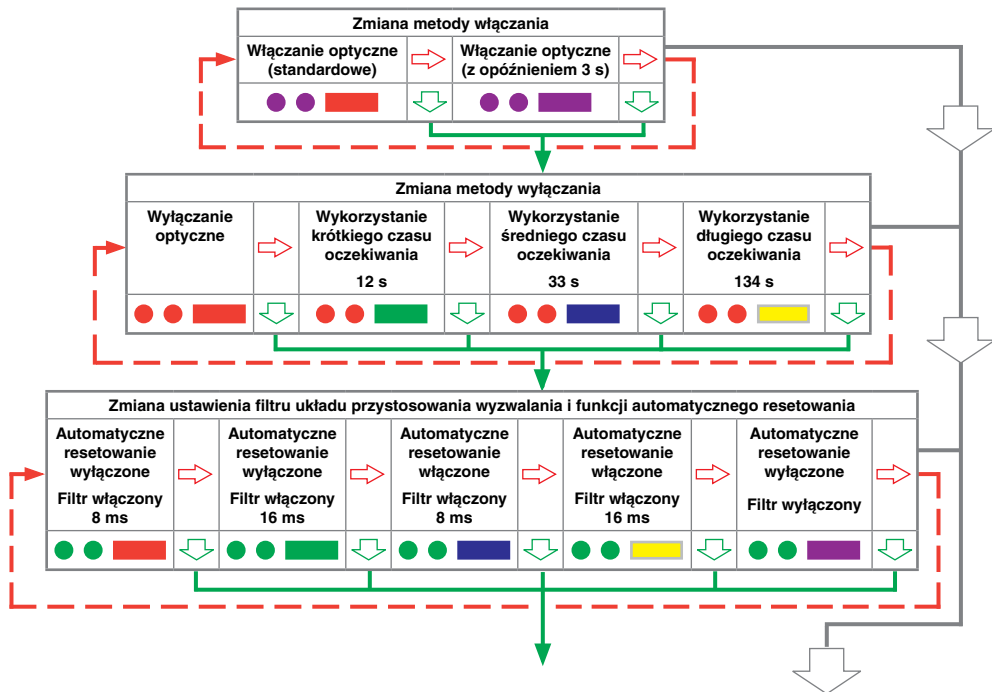 Zmiana metody włączania
Włączanie optyczne
(standardowe)
Włączanie optyczne
(z opóźnieniem 3 s)
Zmiana metody wyłączania
Wyłączanie
optyczne
Wykorzystanie
krótkiego czasu
oczekiwania
12 s
Wykorzystanie
średniego czasu
oczekiwania
33 s
Wykorzystanie
długiego czasu
oczekiwania
134 s
Zmiana ustawienia filtru układu przystosowania wyzwalania i funkcji automatycznego resetowania
Automatyczne
resetowanie
wyłączone
Filtr włączony
8 ms
Automatyczne
resetowanie
wyłączone
Filtr włączony
16 ms
Automatyczne
resetowanie
włączone
Filtr włączony
8 ms
Automatyczne
resetowanie
włączone
Filtr włączony
16 ms
Automatyczne
resetowanie
wyłączone
Filtr wyłączony